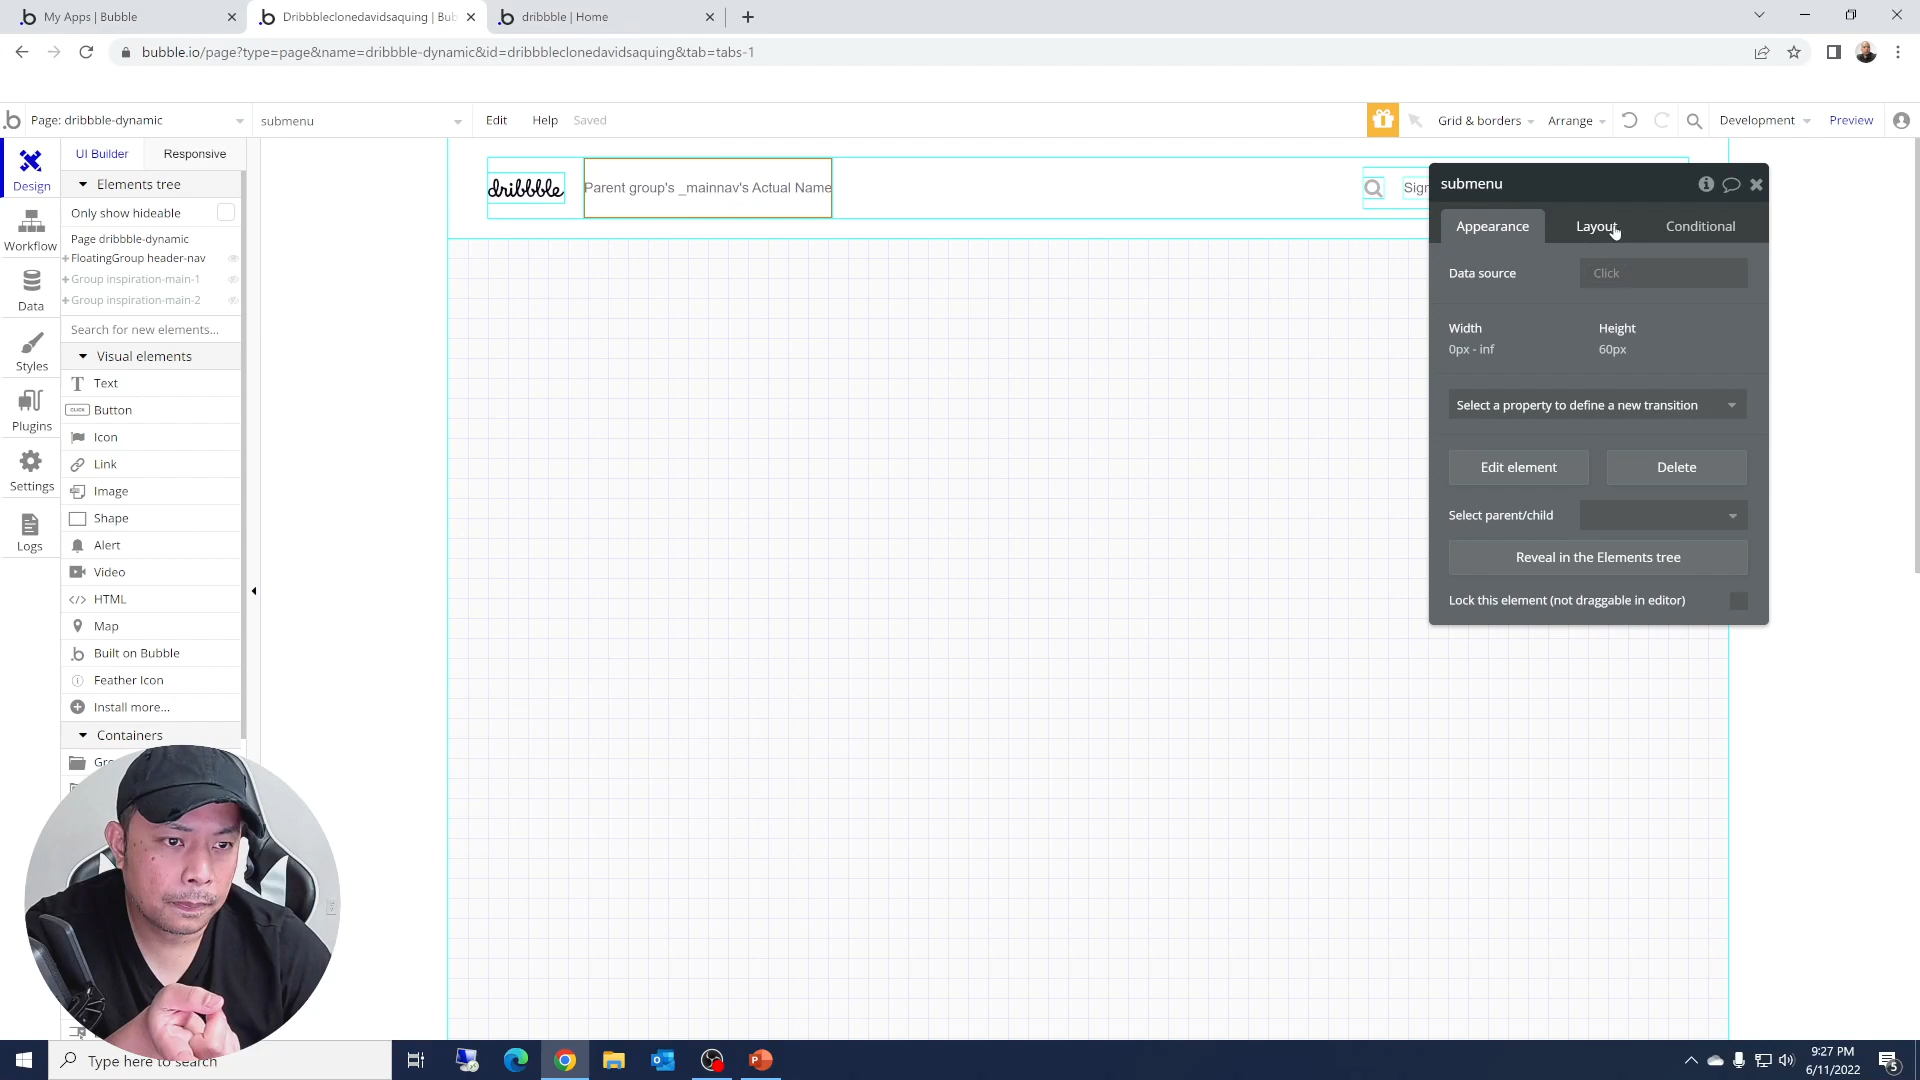 My Apps | Bubble
Dribbbleclonedavidsaquing | Bub
dribbble | Home
bubble.io/page?type=page&name=dribbble-dynamic&id=dribbbleclonedavidsaquing&tab=tabs-1
Page: dribbble-dynamic
submenu
Edit
Help
Saved
Grid & borders
Arrange
Development
Preview
Design
Workflow
Data
Styles
Plugins
Settings
Logs
UI Builder
Responsive
Elements tree
Only show hideable
Page dribbble-dynamic
FloatingGroup header-nav
Group inspiration-main-1
Group inspiration-main-2
Search for new elements...
Visual elements
Text
CLICK
Button
Icon
Link
Image
Shape
Alert
Video
HTML
Map
Built on Bubble
Feather Icon
Install more...
Containers
dribbble
Parent group's _mainnav's Actual Name
submenu
Appearance
Layout
Conditional
Data source
Click
Width
Height
0px - inf
60px
Select a property to define a new transition
Edit element
Delete
Select parent/child
Reveal in the Elements tree
Lock this element (not draggable in editor)
Type here to search
9:27 PM
6/11/2022
5